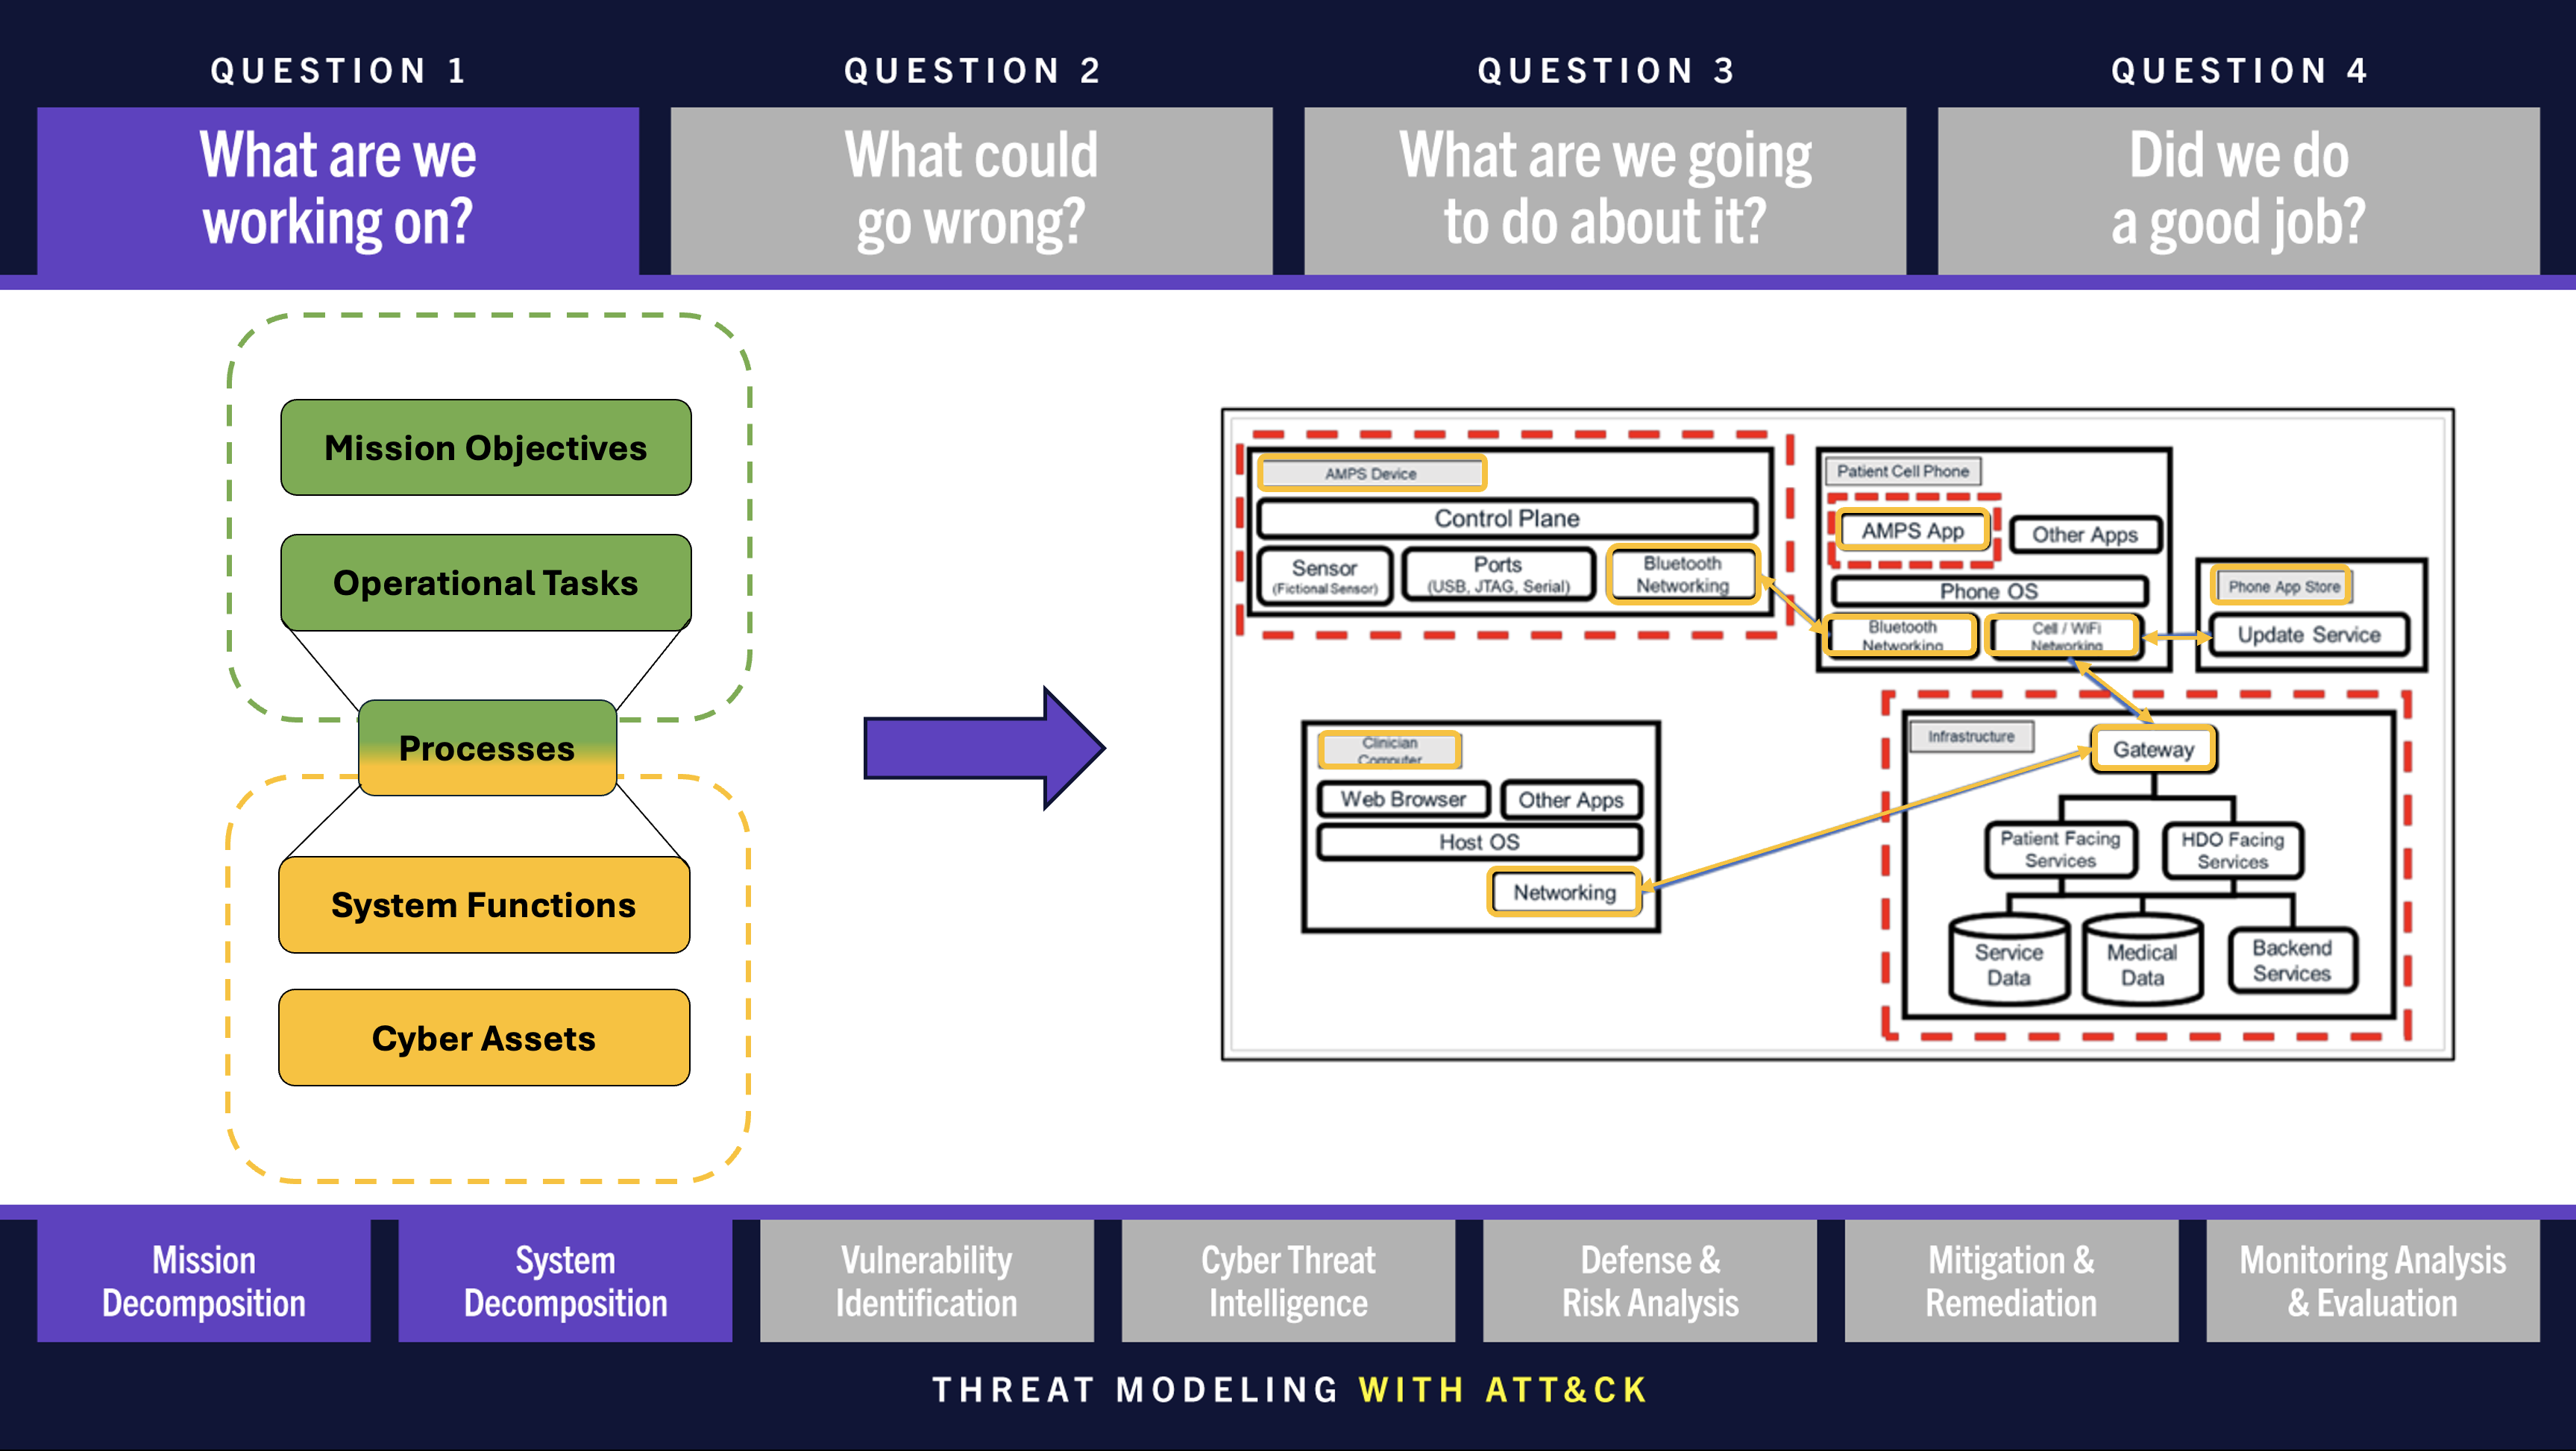 QUESTION 1
What are we
working on?
QUESTION 2
What could
go wrong?
QUESTION 3
What are we going
to do about it?
QUESTION 4
Did we do
a good job?
Mission Objectives
Operational Tasks
Processes
System Functions
Cyber Assets
AMPS Device
Control Plane
Sensor
(Fictional Sensor)
Ports
(USB, JTAG, Serial)
Bluetooth
Networking
Patient Cell Phone
AMPS App
Other Apps
Phone OS
Bluetooth
Networking
Cell / WiFi
Networking
Phone App Store
Update Service
Clinician
Computer
Web Browser
Other Apps
Host OS
Networking
Infrastructure
Gateway
Patient Facing
Services
HDO Facing
Services
Service
Data
Medical
Data
Backend
Services
Mission
Decomposition
System
Decomposition
Vulnerability
Identification
Cyber Threat
Intelligence
Defense &
Risk Analysis
Mitigation &
Remediation
Monitoring Analysis
& Evaluation
THREAT MODELING WITH ATT&CK